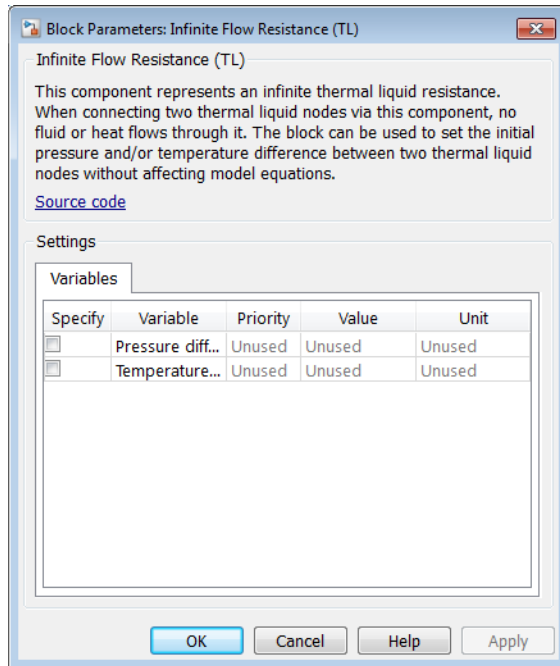 Block Parameters: Infinite Flow Resistance (TL)
Infinite Flow Resistance (TL)
This component represents an infinite thermal liquid resistance.
When connecting two thermal liquid nodes via this component, no
fluid or heat flows through it. The block can be used to set the initial
pressure and/or temperature difference between two thermal liquid
nodes without affecting model equations.
Source code
Settings
Variables
Specify Variable Priority Value Unit
Pressure diff... Unused Unused Unused
Temperature... Unused Unused Unused
OK Cancel Help Apply